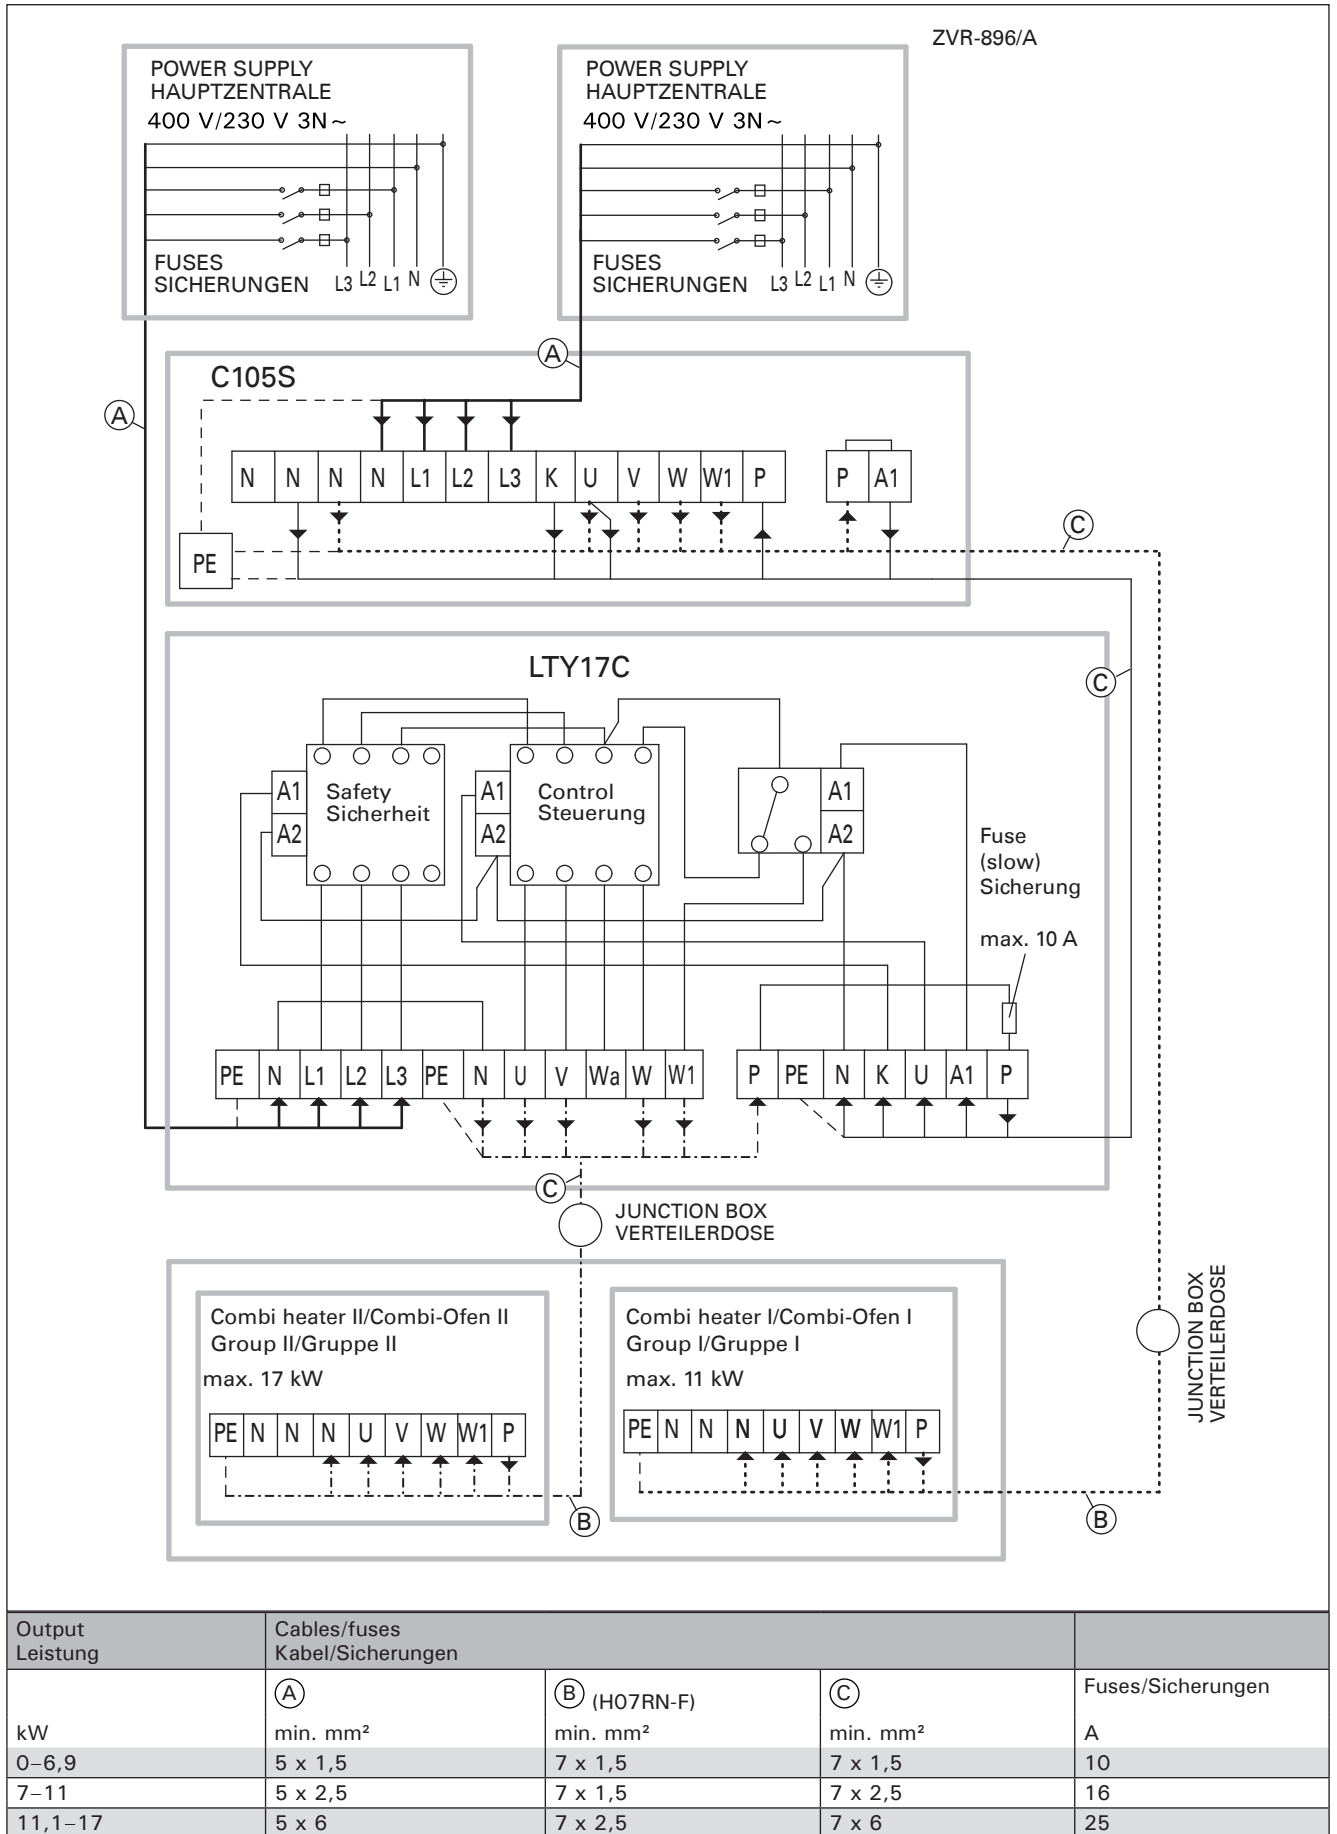 ZVR-896/A
POWER SUPPLY
HAUPTZENTRALE
400 V/230 V 3N~
FUSES
SICHERUNGEN
L3 L2 L1 N
POWER SUPPLY
HAUPTZENTRALE
400 V/230 V 3N~
FUSES
SICHERUNGEN
L3 L2 L1 N
A
A
C105S
N N N N L1 L2 L3 K U V W W1 P
P A1
PE
C
LTY17C
C
A1
A2
Safety
Sicherheit
A1
A2
Control
Steuerung
A1
A2
Fuse
(slow)
Sicherung
max. 10 A
PE N L1 L2 L3 PE N U V Wa W W1
P PE N K U A1 P
C
JUNCTION BOX
VERTEILERDOSE
JUNCTION BOX
VERTEILERDOSE
Combi heater II/Combi-Ofen II
Group II/Gruppe II
max. 17 kW
PE N N N U V W W1 P
B
Combi heater I/Combi-Ofen I
Group I/Gruppe I
max. 11 kW
PE N N N U V W W1 P
B
Output
Leistung
Cables/fuses
Kabel/Sicherungen
A B (H07RN-F) C Fuses/Sicherungen
kW min. mm² min. mm² min. mm² A
0–6,9 5 x 1,5 7 x 1,5 7 x 1,5 10
7–11 5 x 2,5 7 x 1,5 7 x 2,5 16
11,1–17 5 x 6 7 x 2,5 7 x 6 25